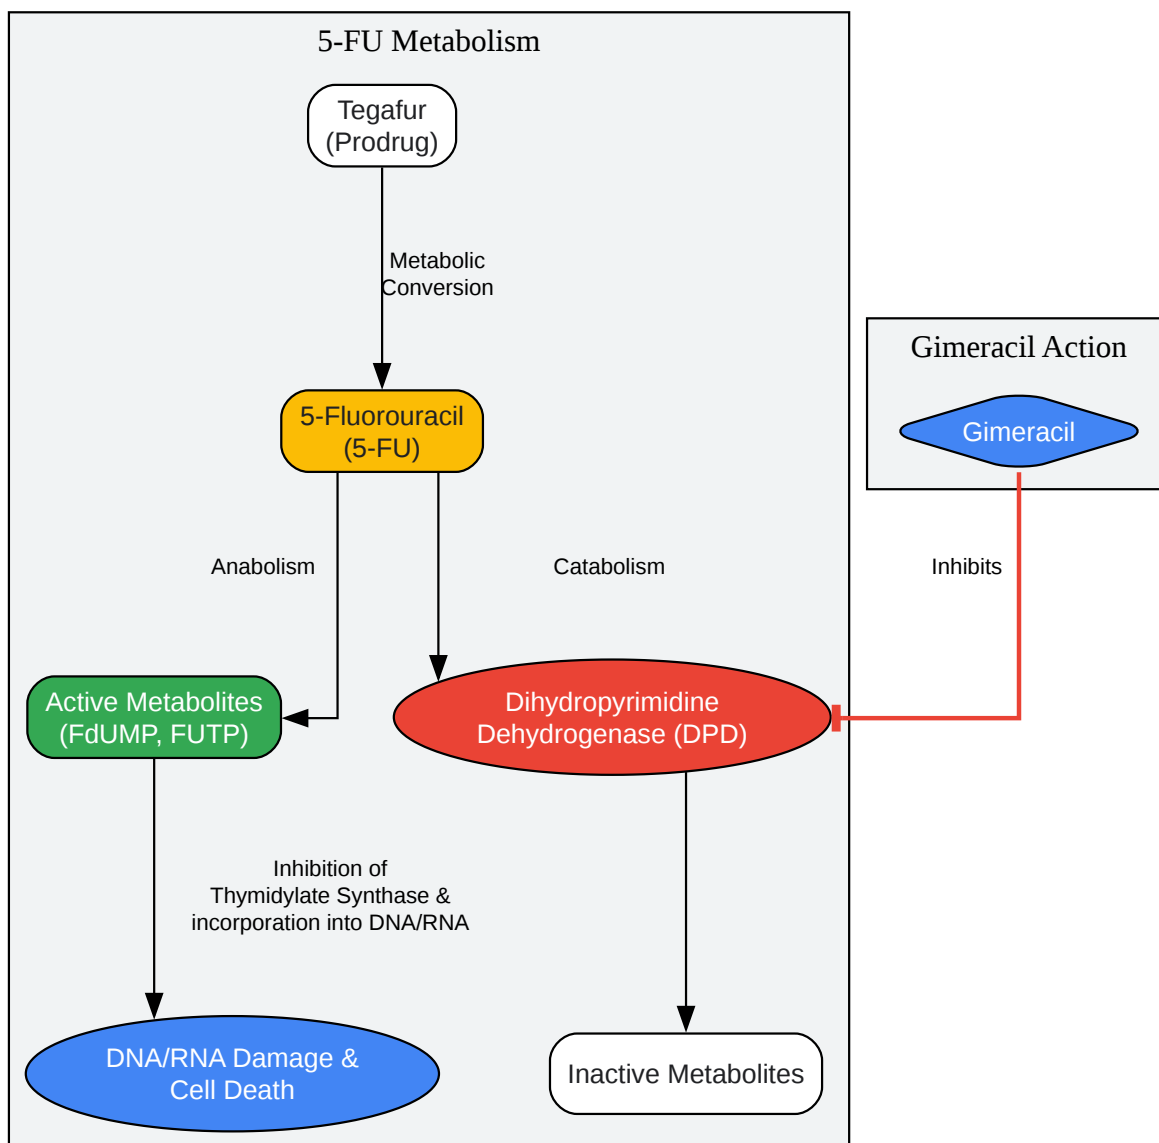 5-FU Metabolism
Tegafur
(Prodrug)
Metabolic
Conversion
Gimeracil Action
5-Fluorouracil
(5-FU)
Gimeracil
Anabolism
Catabolism
Inhibits
Active Metabolites
(FdUMP, FUTP)
Dihydropyrimidine
Dehydrogenase (DPD)
Inhibition of
Thymidylate Synthase &
incorporation into DNA/RNA
DNA/RNA Damage &
Cell Death
Inactive Metabolites